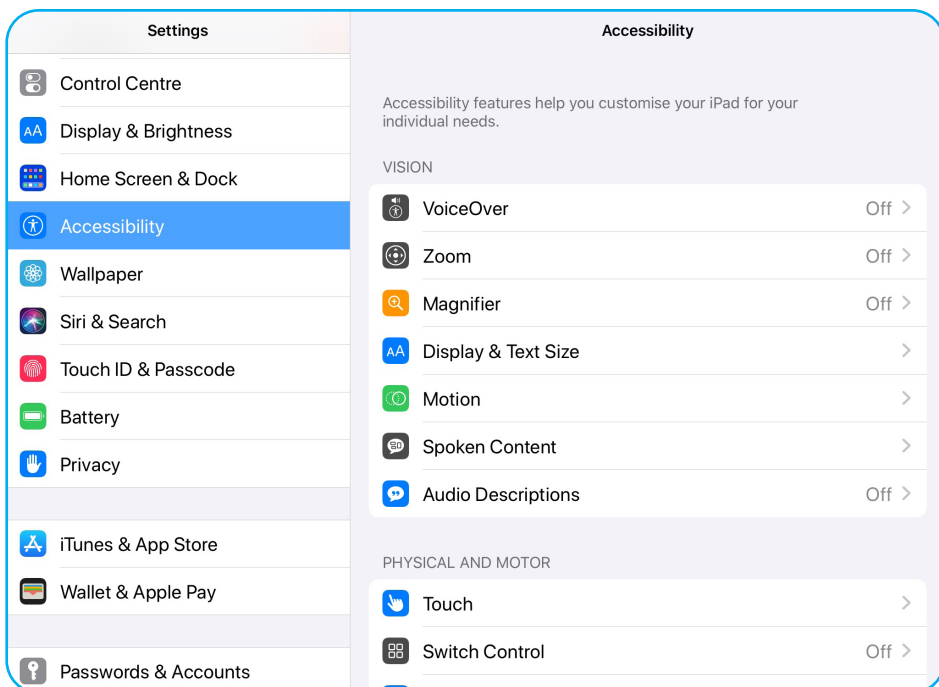 Settings
Control Centre
AA Display & Brightness
Home Screen & Dock
Accessibility
Wallpaper
Siri & Search
Touch ID & Passcode
Battery
Privacy
iTunes & App Store
Wallet & Apple Pay
Passwords & Accounts
Accessibility
Accessibility features help you customise your iPad for your
individual needs.
VISION
VoiceOver Off
Zoom Off
Magnifier Off
AA Display & Text Size
Motion
Spoken Content
Audio Descriptions Off
PHYSICAL AND MOTOR
Touch
Switch Control Off